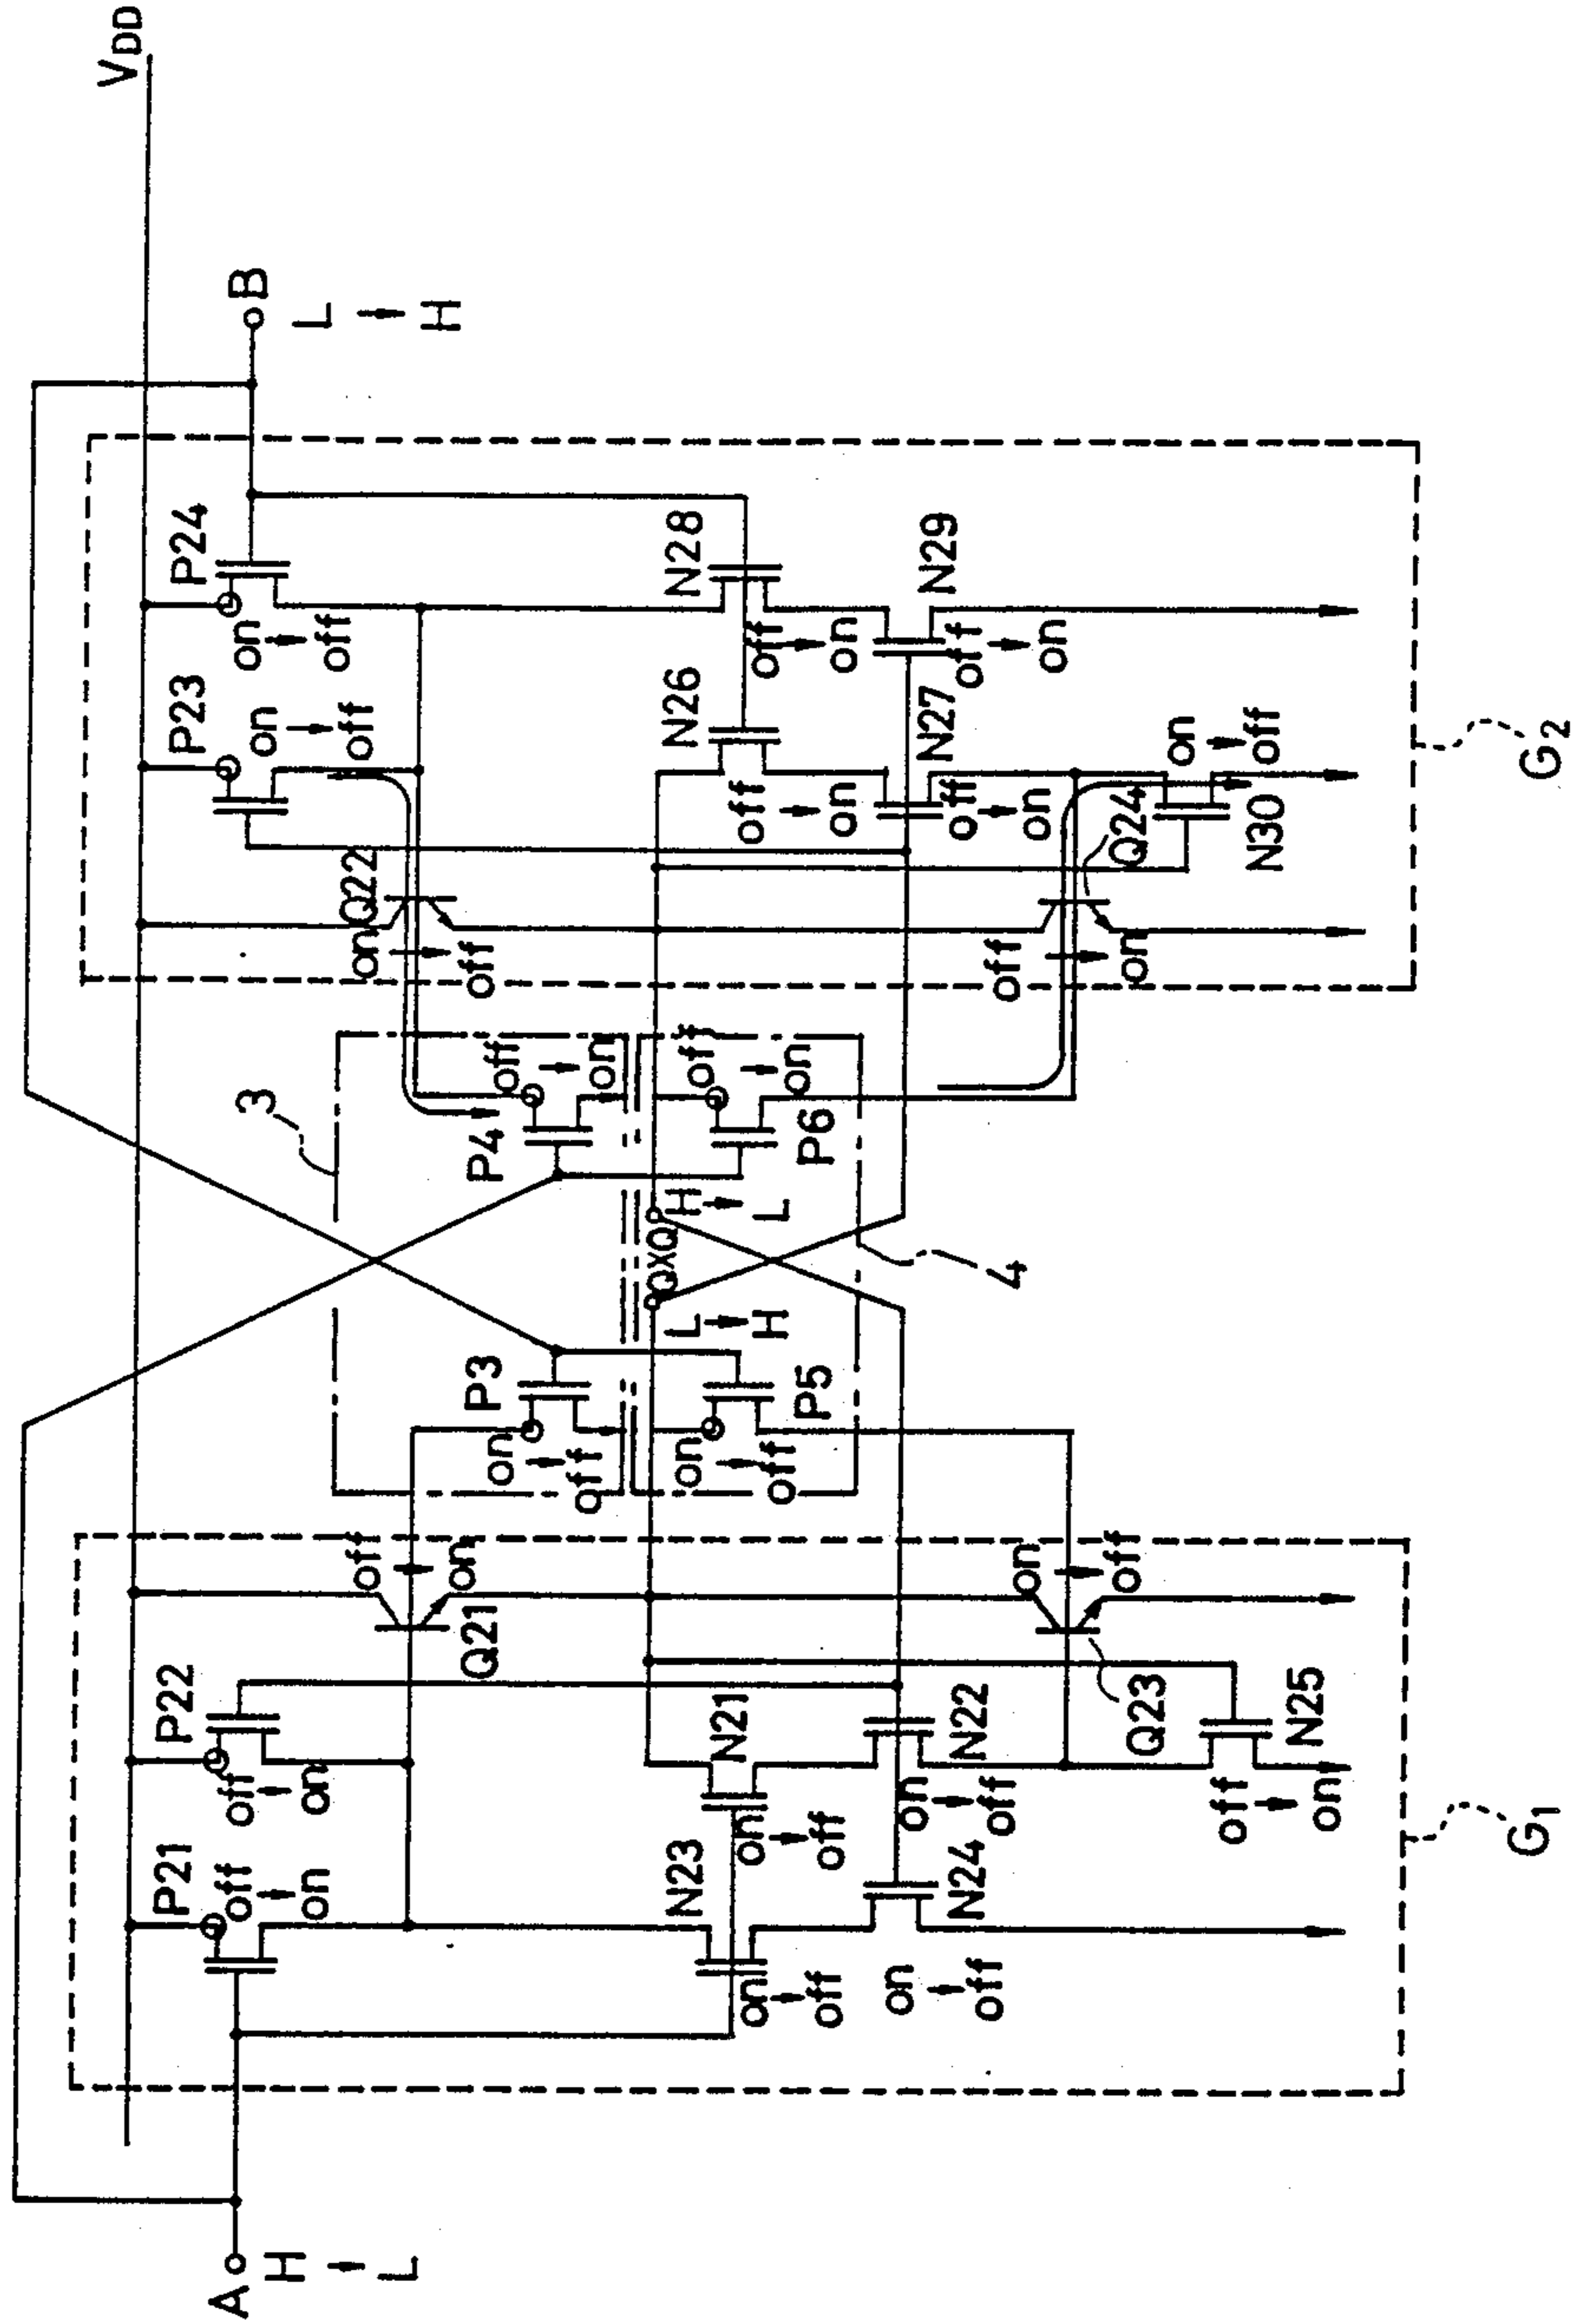 VDD
A
H
↓
L
B
L
↓
H
P21
off
↓
on
P22
off
↓
on
P23
on
↓
off
P24
on
↓
off
Q21
off
↓
on
Q22
on
↓
off
3
P3
on
↓
off
P4
off
↓
on
Q
XQ
L
↓
H
H
↓
L
P5
on
↓
off
P6
off
↓
on
4
N23
on
↓
off
N21
on
↓
off
N24
on
↓
off
N22
on
↓
off
N26
off
↓
on
N28
off
↓
on
N27
off
↓
on
N29
off
↓
on
Q23
on
↓
off
Q24
off
↓
on
N25
off
↓
on
N30
on
↓
off
G1
G2